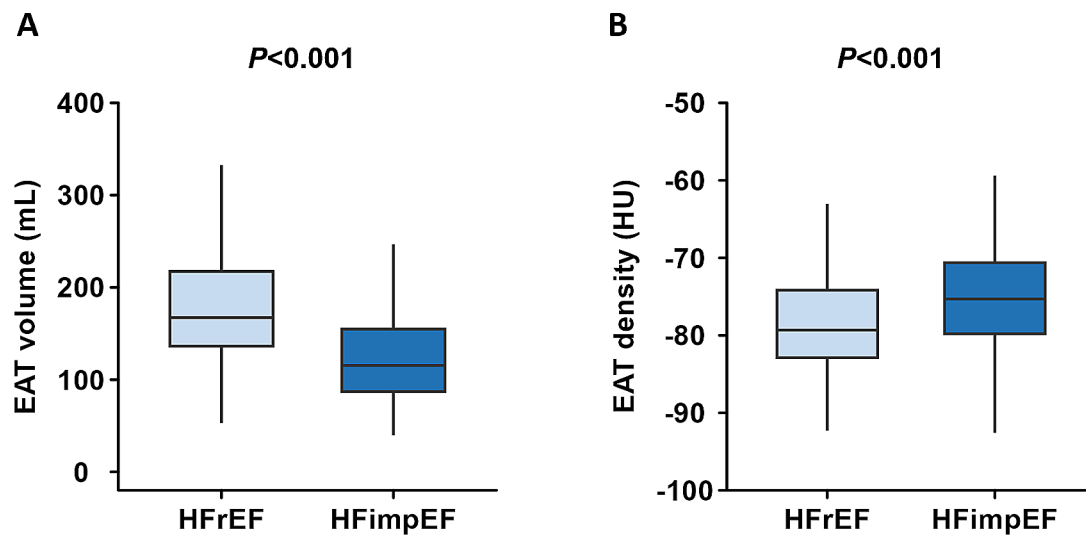 A
P<0.001
EAT volume (mL)
400
300
200
100
0
HFrEF
HFimpEF
B
P<0.001
EAT density (HU)
-50
-60
-70
-80
-90
-100
HFrEF
HFimpEF